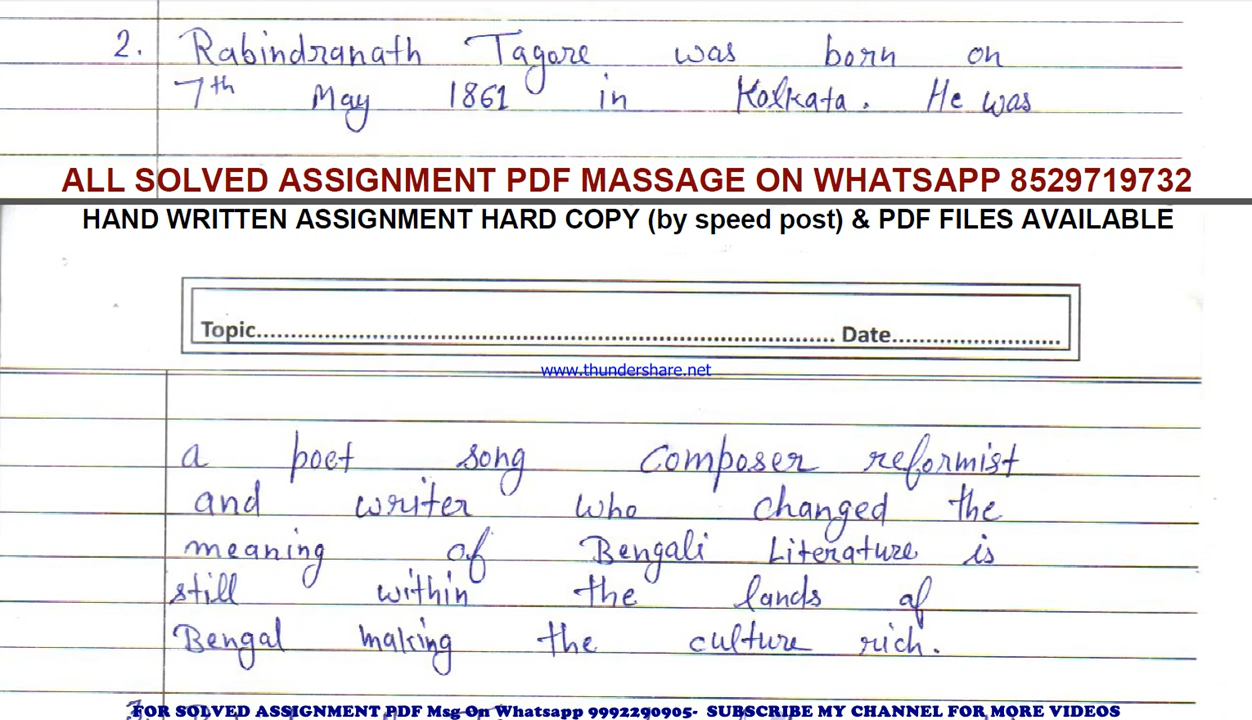 2. Rabindranath Tagore was born on
7th May 1861 in Kolkata. He was
ALL SOLVED ASSIGNMENT PDF MASSAGE ON WHATSAPP 8529719732
HAND WRITTEN ASSIGNMENT HARD COPY (by speed post) & PDF FILES AVAILABLE
Topic.................................................................................... Date.........................
www.thundershare.net
a poet song composer reformist
and writer who changed the
meaning of Bengali Literature is
still within the lands of
Bengal making the culture rich.
FOR SOLVED ASSIGNMENT PDF Msg On Whatsapp 9992290905- SUBSCRIBE MY CHANNEL FOR MORE VIDEOS